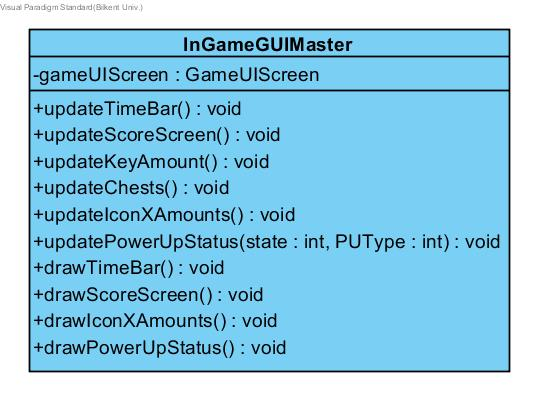 Visual Paradigm Standard(Bilkent Univ.)
InGameGUIMaster
-gameUIScreen : GameUIScreen
+updateTimeBar() : void
+updateScoreScreen() : void
+updateKeyAmount() : void
+updateChests() : void
+updateIconXAmounts() : void
+updatePowerUpStatus(state : int, PUType : int) : void
+drawTimeBar() : void
+drawScoreScreen() : void
+drawIconXAmounts() : void
+drawPowerUpStatus() : void